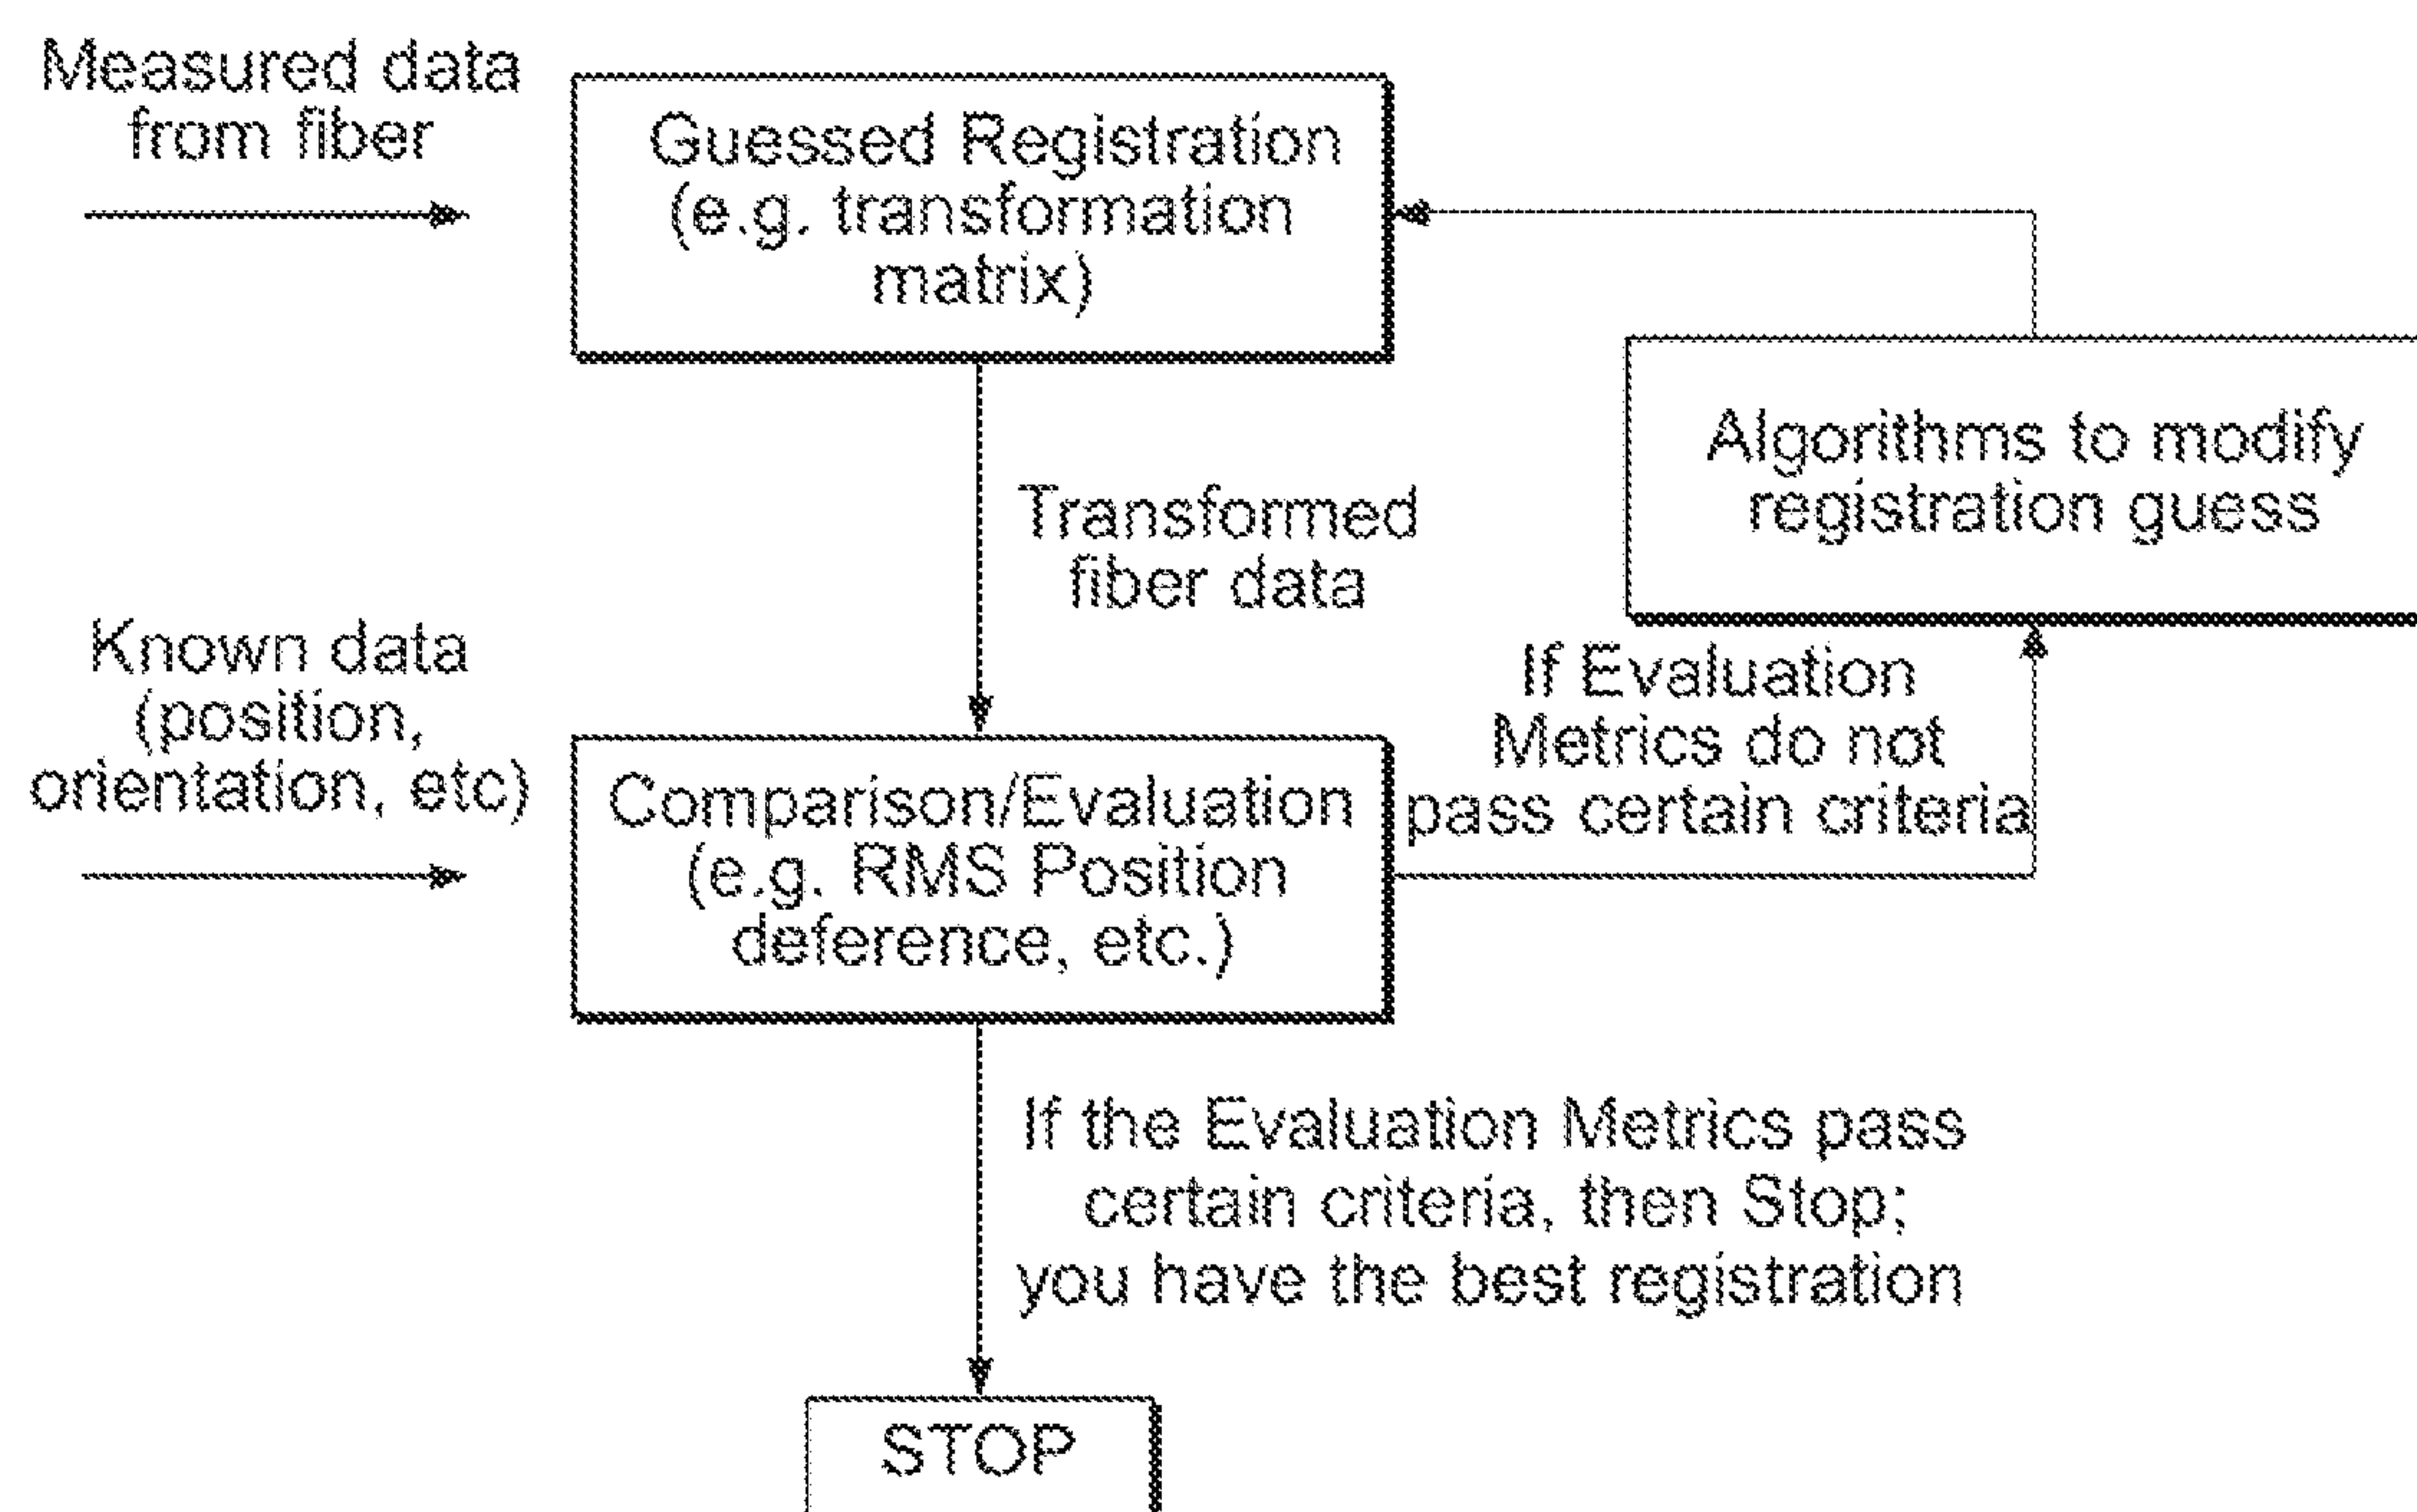 Measured data
from fiber
Guessed Registration
(e.g. transformation
matrix)
Algorithms to modify
registration guess
Transformed
fiber data
Known data
(position,
orientation, etc)
If Evaluation
Metrics do not
pass certain criteria
Comparison/Evaluation
(e.g. RMS Position
deference, etc.)
If the Evaluation Metrics pass
certain criteria, then Stop;
you have the best registration
STOP